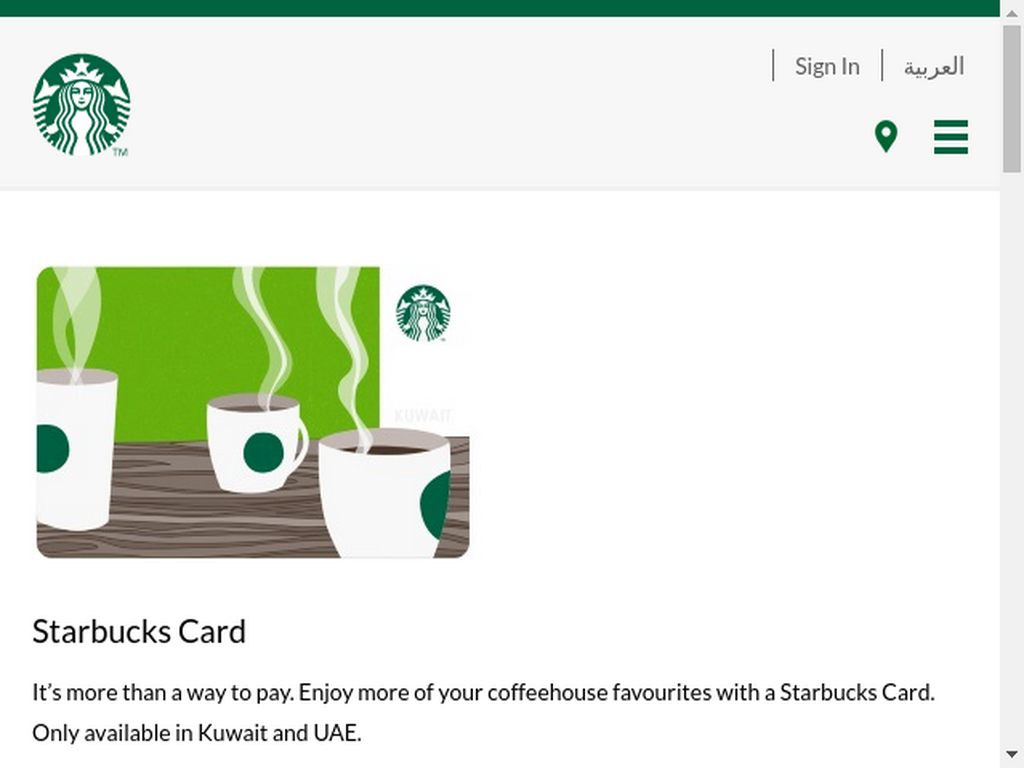 Sign In
العربية
TM
KUWAIT
Starbucks Card
It's more than a way to pay. Enjoy more of your coffeehouse favourites with a Starbucks Card.
Only available in Kuwait and UAE.